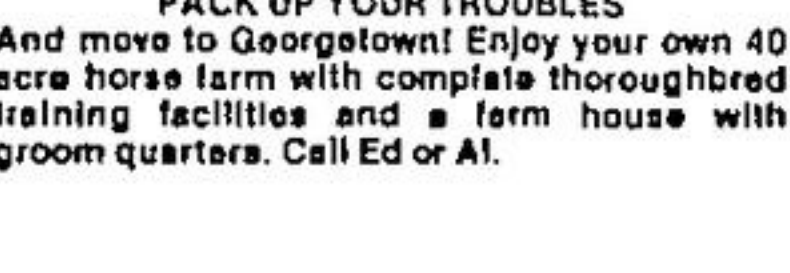 PACK UP YOUR TROUBLES
And move to Georgetown! Enjoy your own 40
acre horse farm with complete thoroughbred
training facilities and a farm house with
groom quarters. Call Ed or Al.